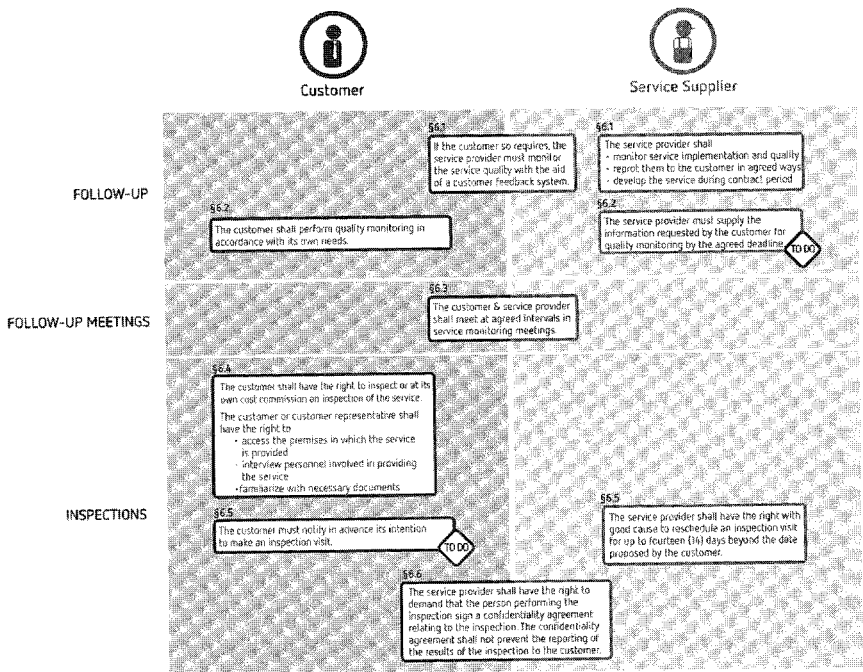 Customer
Service Supplier
FOLLOW-UP
§6.1
If the customer so requires, the
service provider must monitor
the service quality with the aid
of a customer feedback system.
§6.1
The service provider shall
· monitor service implementation and quality
· reprot them to the customer in agreed ways
· develop the service during contract period
§6.2
The customer shall perform quality monitoring in
accordance with its own needs.
§6.2
The service provider must supply the
information requested by the customer for
quality monitoring by the agreed deadline.
TO DO
FOLLOW-UP MEETINGS
§6.3
The customer & service provider
shall meet at agreed intervals in
service monitoring meetings.
INSPECTIONS
§6.4
The customer shall have the right to inspect or at its
own cost commission an inspection of the service.
The customer or customer representative shall
have the right to
· access the premises in which the service
is provided
· interview personnel involved in providing
the service
· familiarize with necessary documents
§6.5
The customer must notify in advance its intention
to make an inspection visit.
TO DO
§6.5
The service provider shall have the right with
good cause to reschedule an inspection visit
for up to fourteen (14) days beyond the date
proposed by the customer.
§6.6
The service provider shall have the right to
demand that the person performing the
inspection sign a confidentiality agreement
relating to the inspection. The confidentiality
agreement shall not prevent the reporting of
the results of the inspection to the customer.